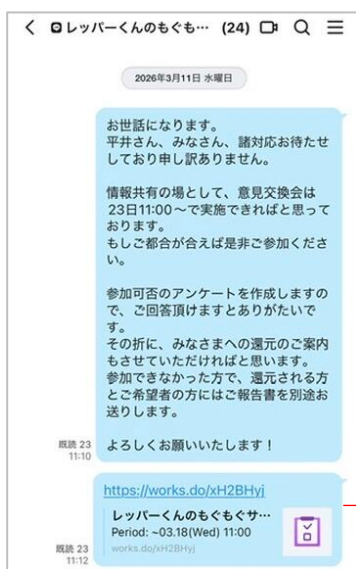 レッパーくんのもぐも… (24)
2026年3月11日 水曜日
お世話になります。
平井さん、みなさん、諸対応お待たせ
しており申し訳ありません。
情報共有の場として、意見交換会は
23日11:00～で実施できればと思って
おります。
もしご都合が合えば是非ご参加くださ
い。
参加可否のアンケートを作成しますの
で、ご回答頂けますとありがたいで
す。
その折に、みなさまへの還元のご案内
もさせていただければと思います。
参加できなかった方で、還元される方
とご希望者の方にはご報告書を別途お
送りします。
よろしくお願いいたします！
既読 23
11:10
https://works.do/xH2BHyj
レッパーくんのもぐもぐサ…
Period: ~03.18(Wed) 11:00
works.do/xH2BHyj
既読 23
11:12